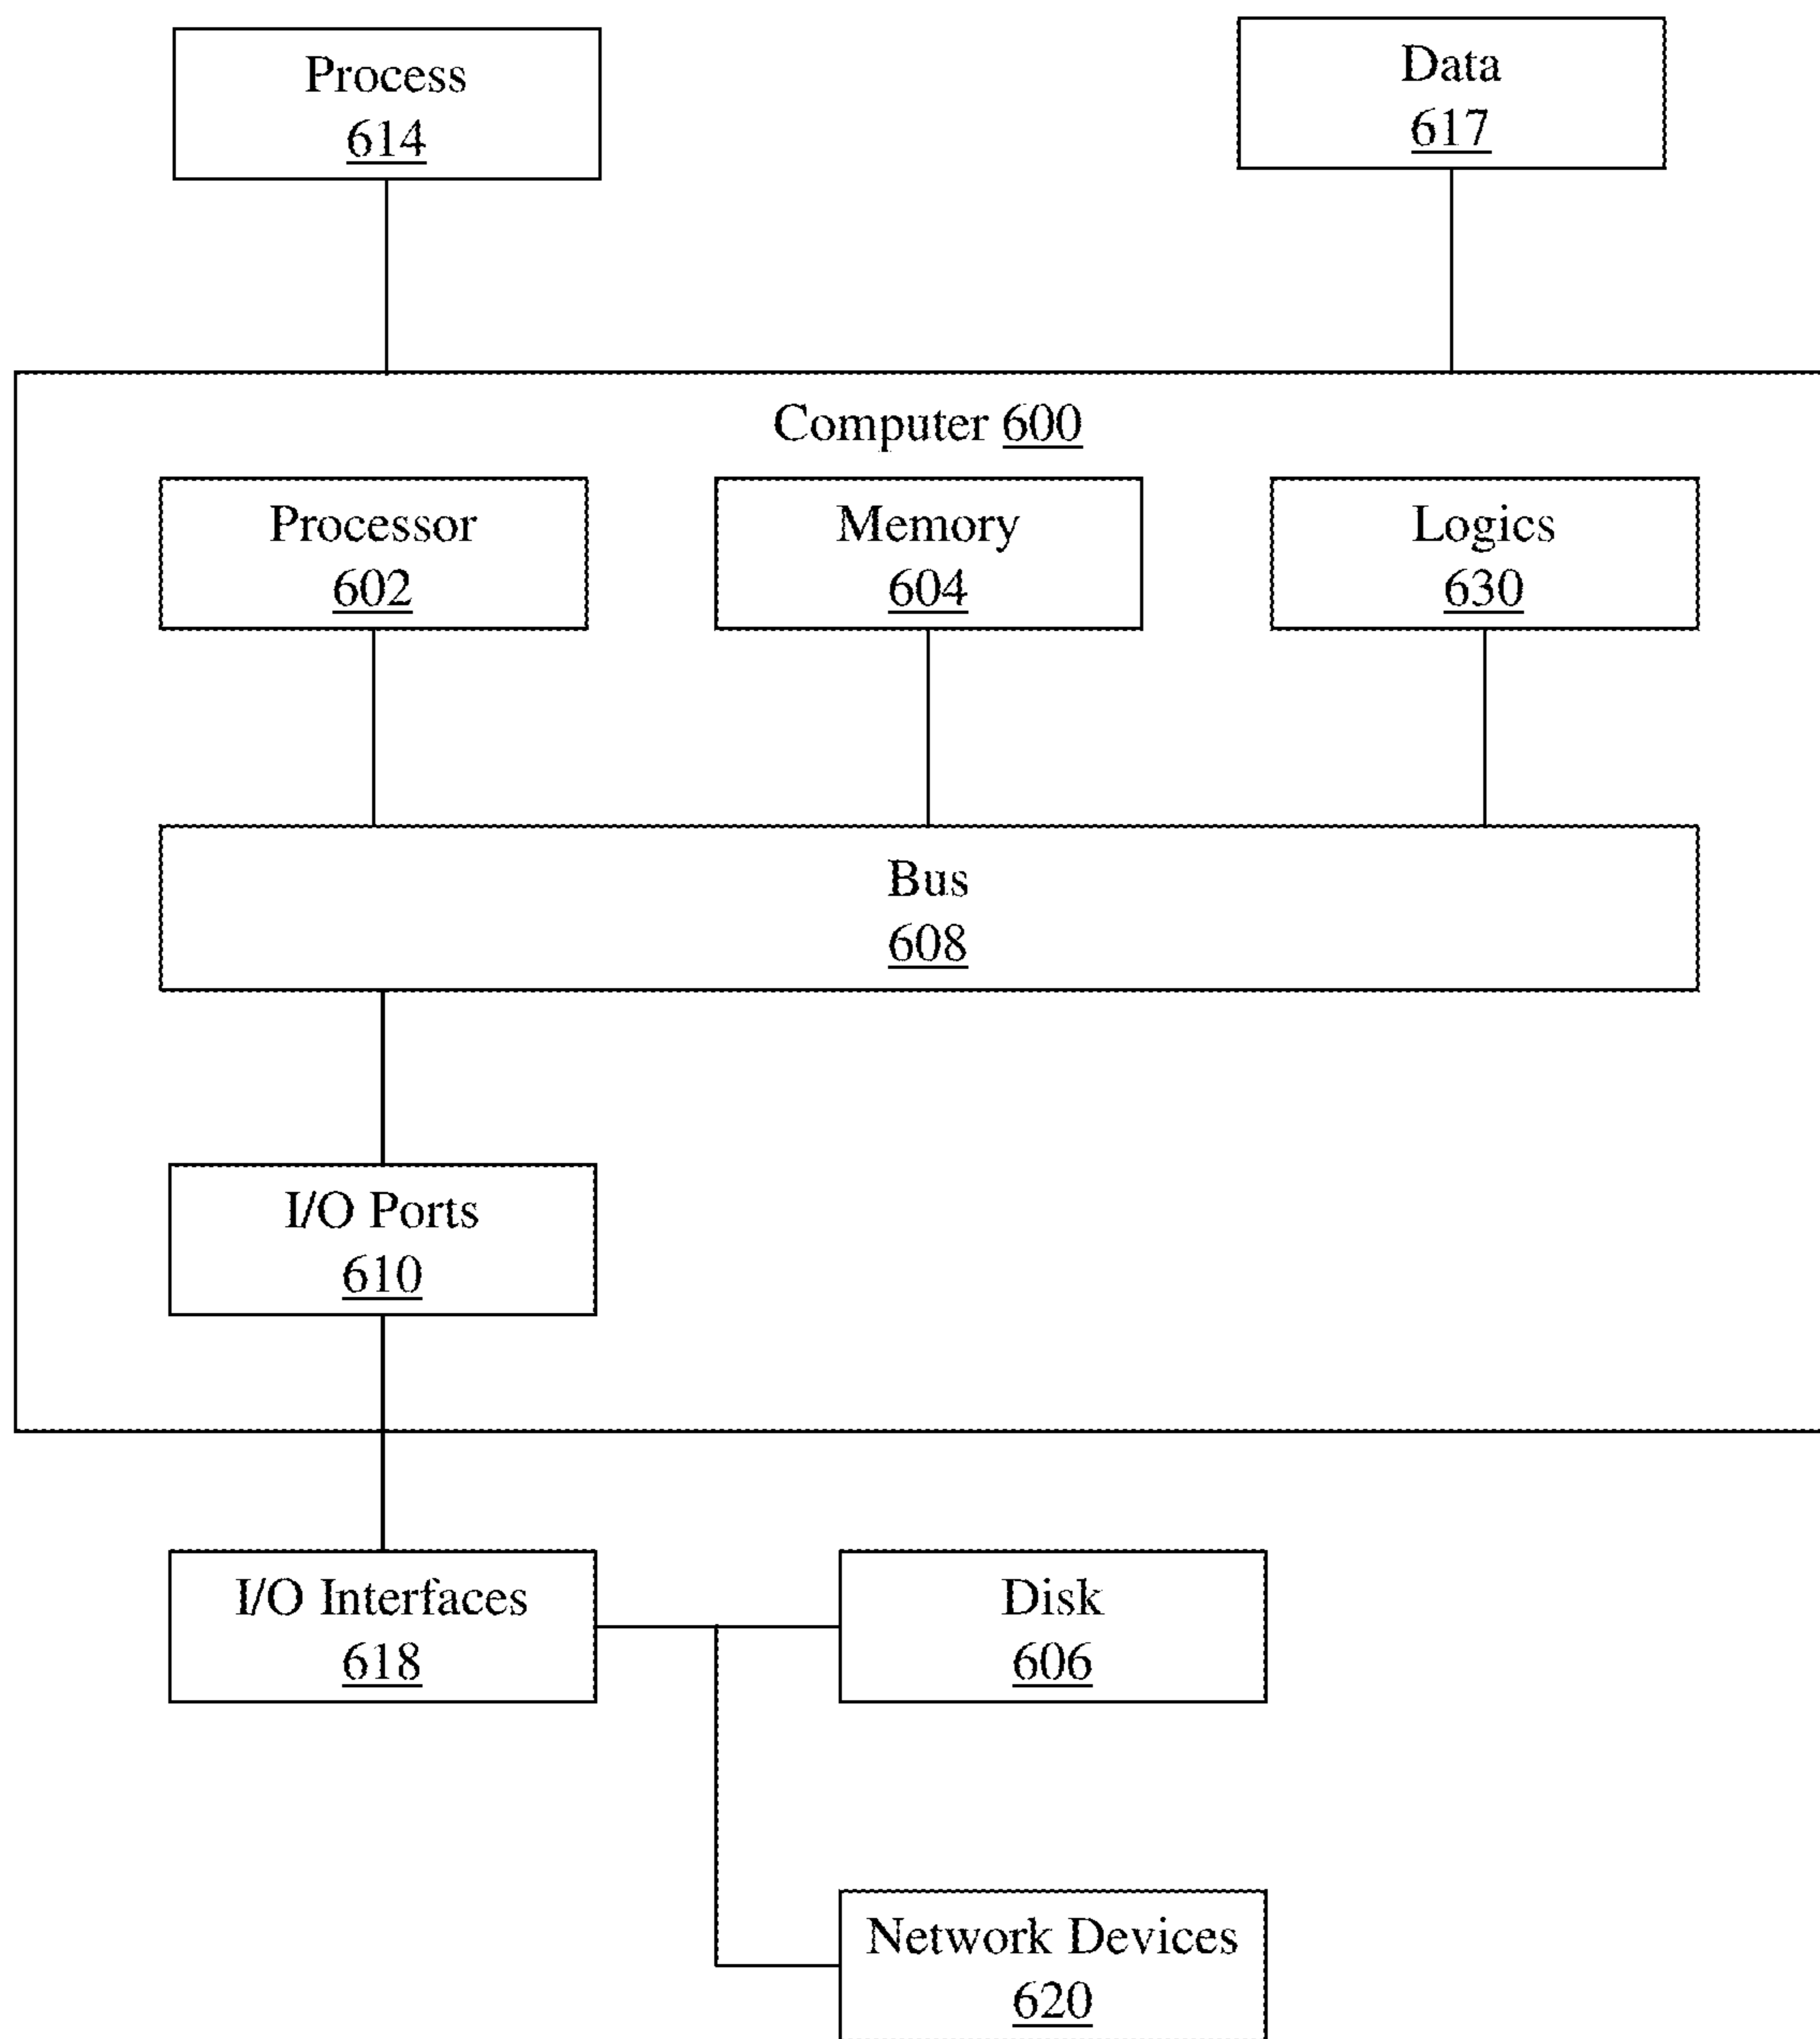 Process
614
Data
617
Computer 600
Processor
602
Memory
604
Logics
630
Bus
608
I/O Ports
610
I/O Interfaces
618
Disk
606
Network Devices
620